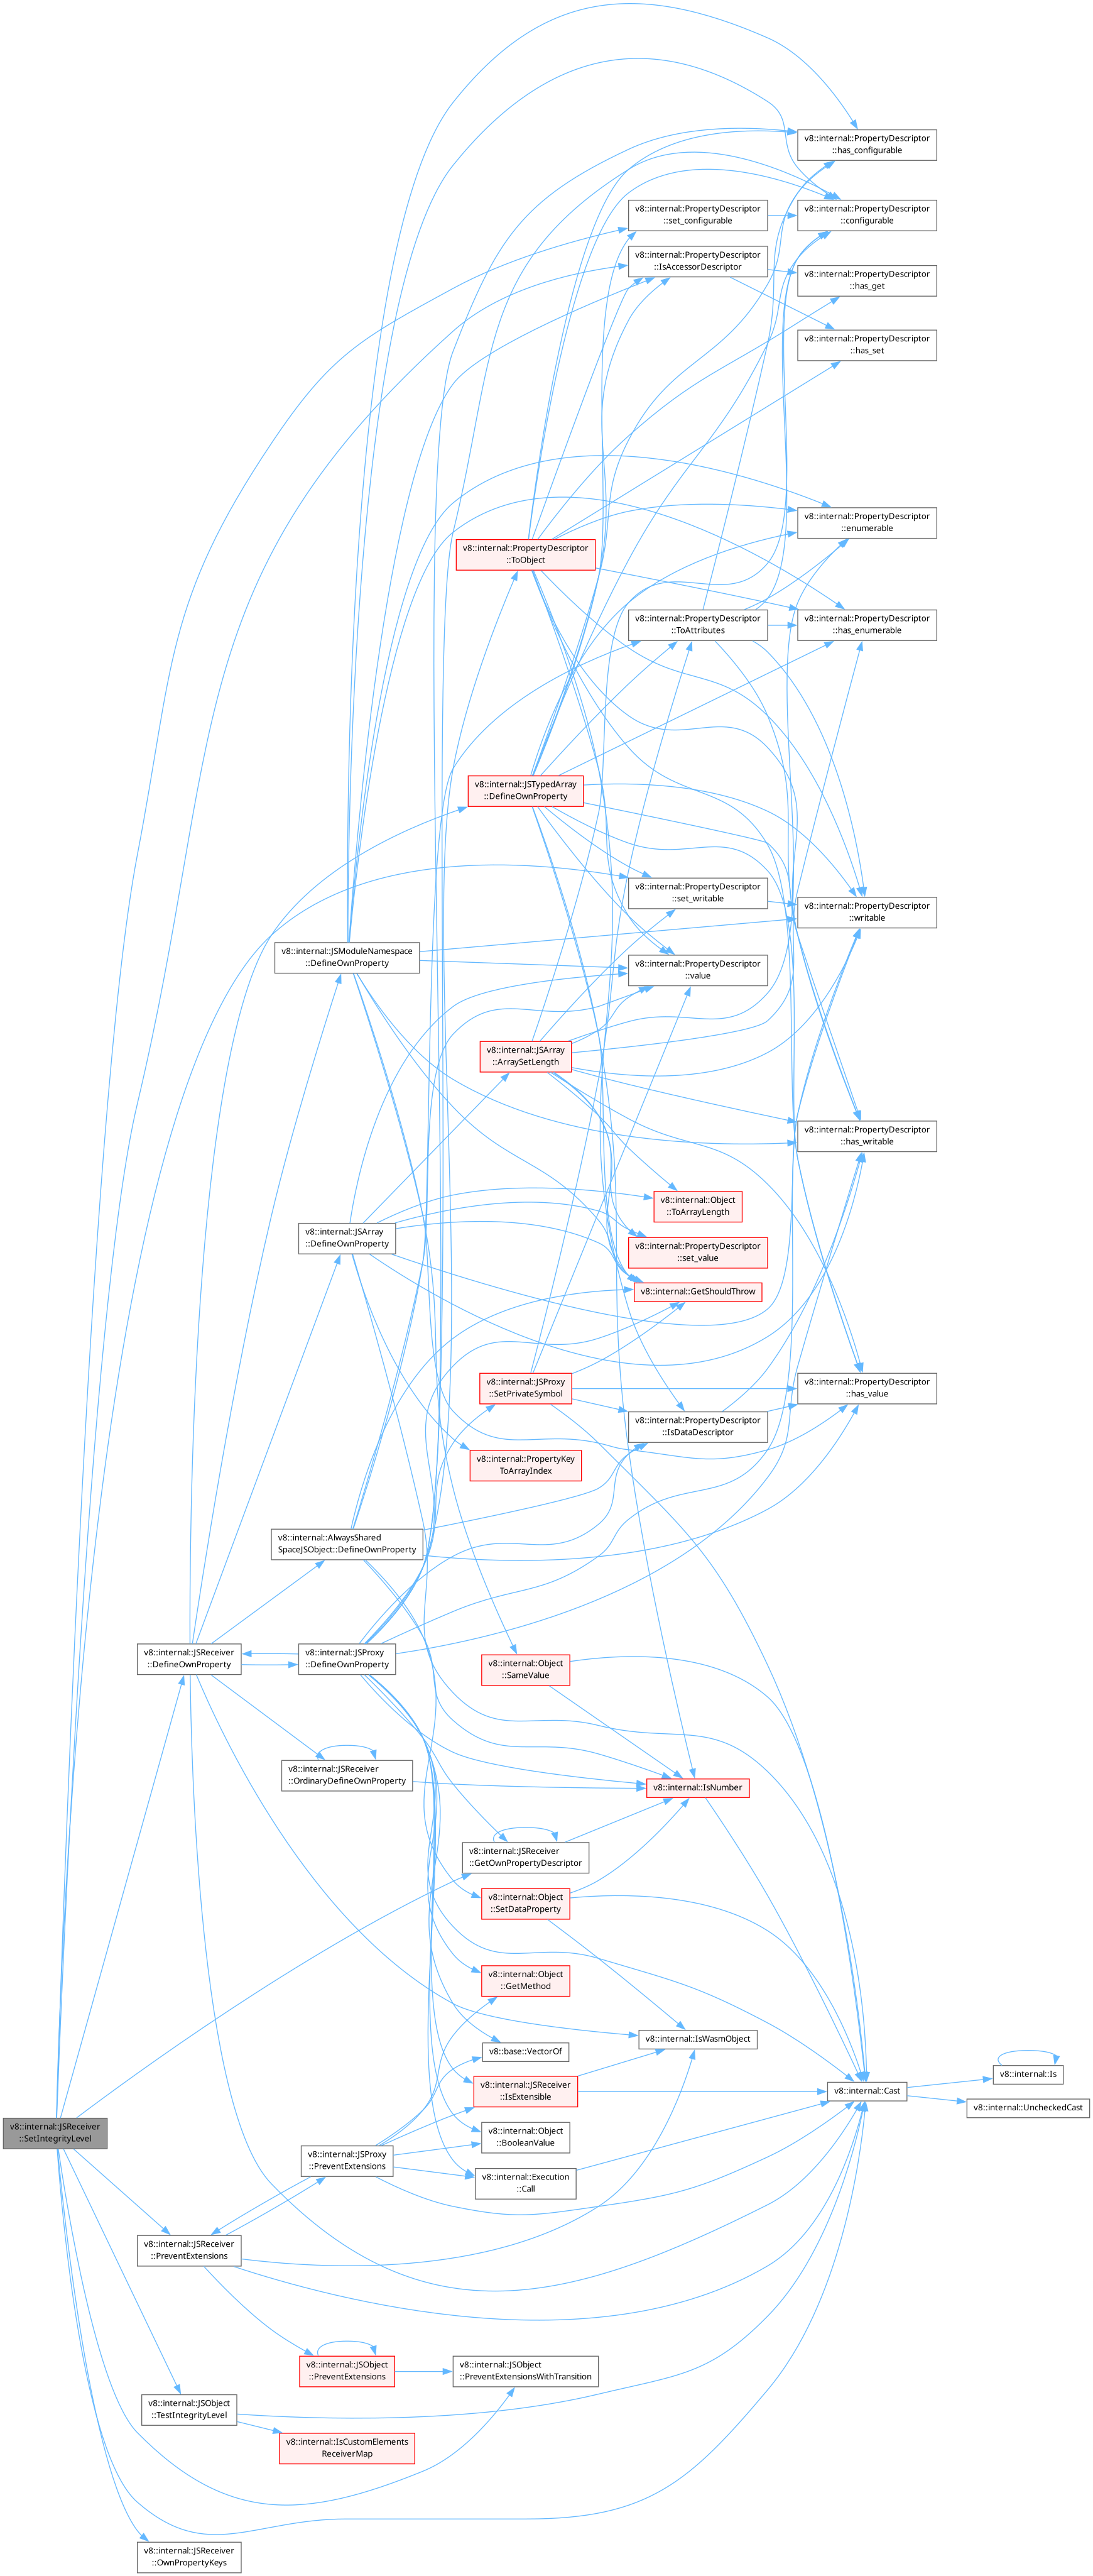 v8::internal::PropertyDescriptor
::has_configurable
v8::internal::PropertyDescriptor
::set_configurable
v8::internal::PropertyDescriptor
::configurable
v8::internal::PropertyDescriptor
::IsAccessorDescriptor
v8::internal::PropertyDescriptor
::has_get
v8::internal::PropertyDescriptor
::has_set
v8::internal::PropertyDescriptor
::enumerable
v8::internal::PropertyDescriptor
::ToObject
v8::internal::PropertyDescriptor
::ToAttributes
v8::internal::PropertyDescriptor
::has_enumerable
v8::internal::JSTypedArray
::DefineOwnProperty
v8::internal::PropertyDescriptor
::set_writable
v8::internal::PropertyDescriptor
::writable
v8::internal::JSModuleNamespace
::DefineOwnProperty
v8::internal::PropertyDescriptor
::value
v8::internal::JSArray
::ArraySetLength
v8::internal::PropertyDescriptor
::has_writable
v8::internal::Object
::ToArrayLength
v8::internal::JSArray
::DefineOwnProperty
v8::internal::PropertyDescriptor
::set_value
v8::internal::GetShouldThrow
v8::internal::JSProxy
::SetPrivateSymbol
v8::internal::PropertyDescriptor
::has_value
v8::internal::PropertyDescriptor
::IsDataDescriptor
v8::internal::PropertyKey
ToArrayIndex
v8::internal::AlwaysShared
SpaceJSObject::DefineOwnProperty
v8::internal::JSReceiver
::DefineOwnProperty
v8::internal::JSProxy
::DefineOwnProperty
v8::internal::Object
::SameValue
v8::internal::JSReceiver
::OrdinaryDefineOwnProperty
v8::internal::IsNumber
v8::internal::JSReceiver
::GetOwnPropertyDescriptor
v8::internal::Object
::SetDataProperty
v8::internal::Object
::GetMethod
v8::internal::IsWasmObject
v8::base::VectorOf
v8::internal::JSReceiver
::IsExtensible
v8::internal::Cast
v8::internal::Is
v8::internal::UncheckedCast
v8::internal::JSReceiver
::SetIntegrityLevel
v8::internal::Object
::BooleanValue
v8::internal::JSProxy
::PreventExtensions
v8::internal::Execution
::Call
v8::internal::JSReceiver
::PreventExtensions
v8::internal::JSObject
::PreventExtensions
v8::internal::JSObject
::PreventExtensionsWithTransition
v8::internal::JSObject
::TestIntegrityLevel
v8::internal::IsCustomElements
ReceiverMap
v8::internal::JSReceiver
::OwnPropertyKeys